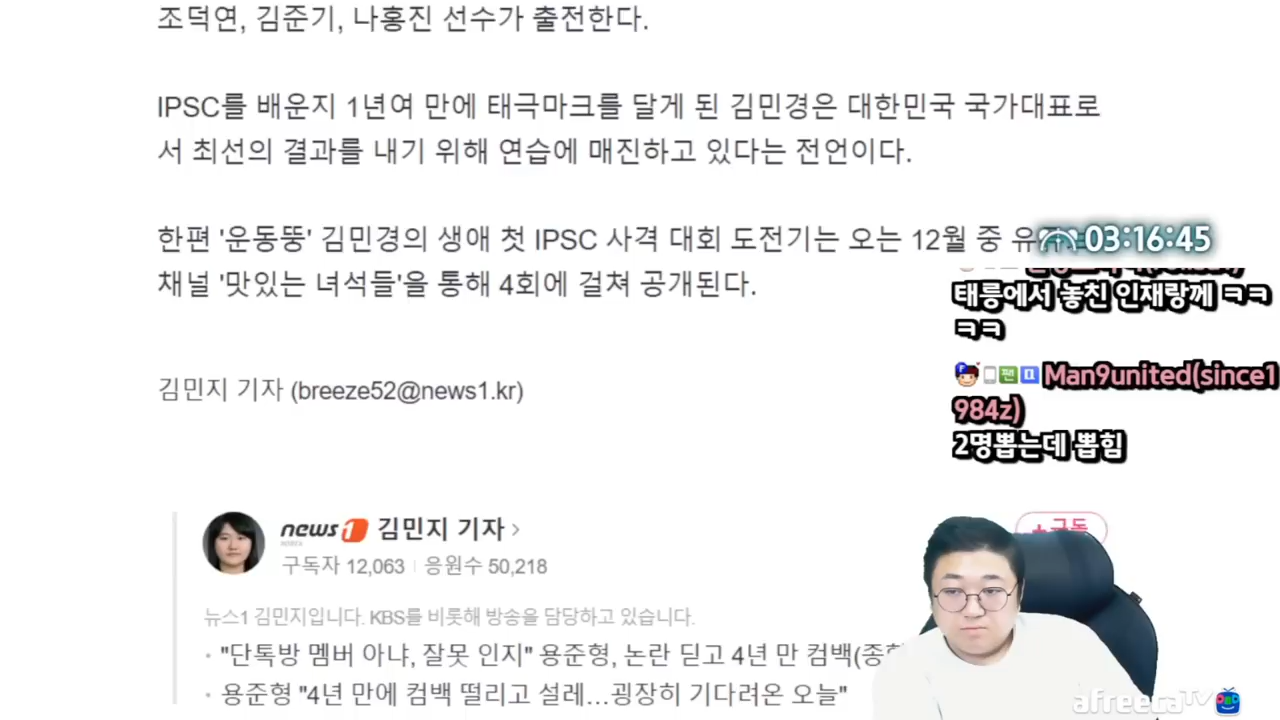 조덕연, 김준기, 나홍진 선수가 출전한다.
IPSC를 배운지 1년여 만에 태극마크를 달게 된 김민경은 대한민국 국가대표로
서 최선의 결과를 내기 위해 연습에 매진하고 있다는 전언이다.
한편 '운동뚱' 김민경의 생애 첫 IPSC 사격 대회 도전기는 오는 12월 중
채널 '맛있는 녀석들'을 통해 4회에 걸쳐 공개된다.
03:16:45
태릉에서 놓친 인재랑께 ㅋㅋ
ㅋㅋ
김민지 기자 (breeze52@news1.kr)
Man9united(since1
984z)
2명뽑는데 뽑힘
news1 김민지 기자 >
+구독
구독자 12,063 | 응원수 50,218
뉴스1 김민지입니다. KBS를 비롯해 방송을 담당하고 있습니다.
· "단톡방 멤버 아냐, 잘못 인지" 용준형, 논란 딛고 4년 만 컴백
· 용준형 "4년 만에 컴백 떨리고 설레…굉장히 기다려온 오늘"
afreecaTV